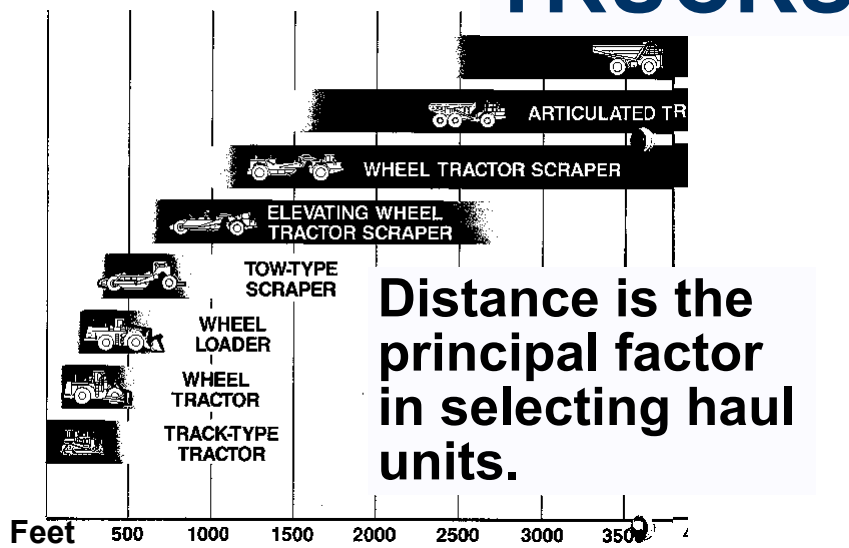 TRUCKS
ARTICULATED TR
WHEEL TRACTOR SCRAPER
ELEVATING WHEEL
TRACTOR SCRAPER
TOW-TYPE
SCRAPER
WHEEL
LOADER
WHEEL
TRACTOR
TRACK-TYPE
TRACTOR
Distance is the
principal factor
in selecting haul
units.
Feet 500 1000 1500 2000 2500 3000 3500 4